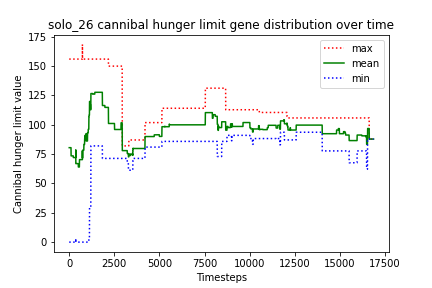 solo_26 cannibal hunger limit gene distribution over time
Cannibal hunger limit value
175
150
125
100
75
50
25
0
max
mean
min
0
2500
5000
7500
10000
12500
15000
17500
Timesteps